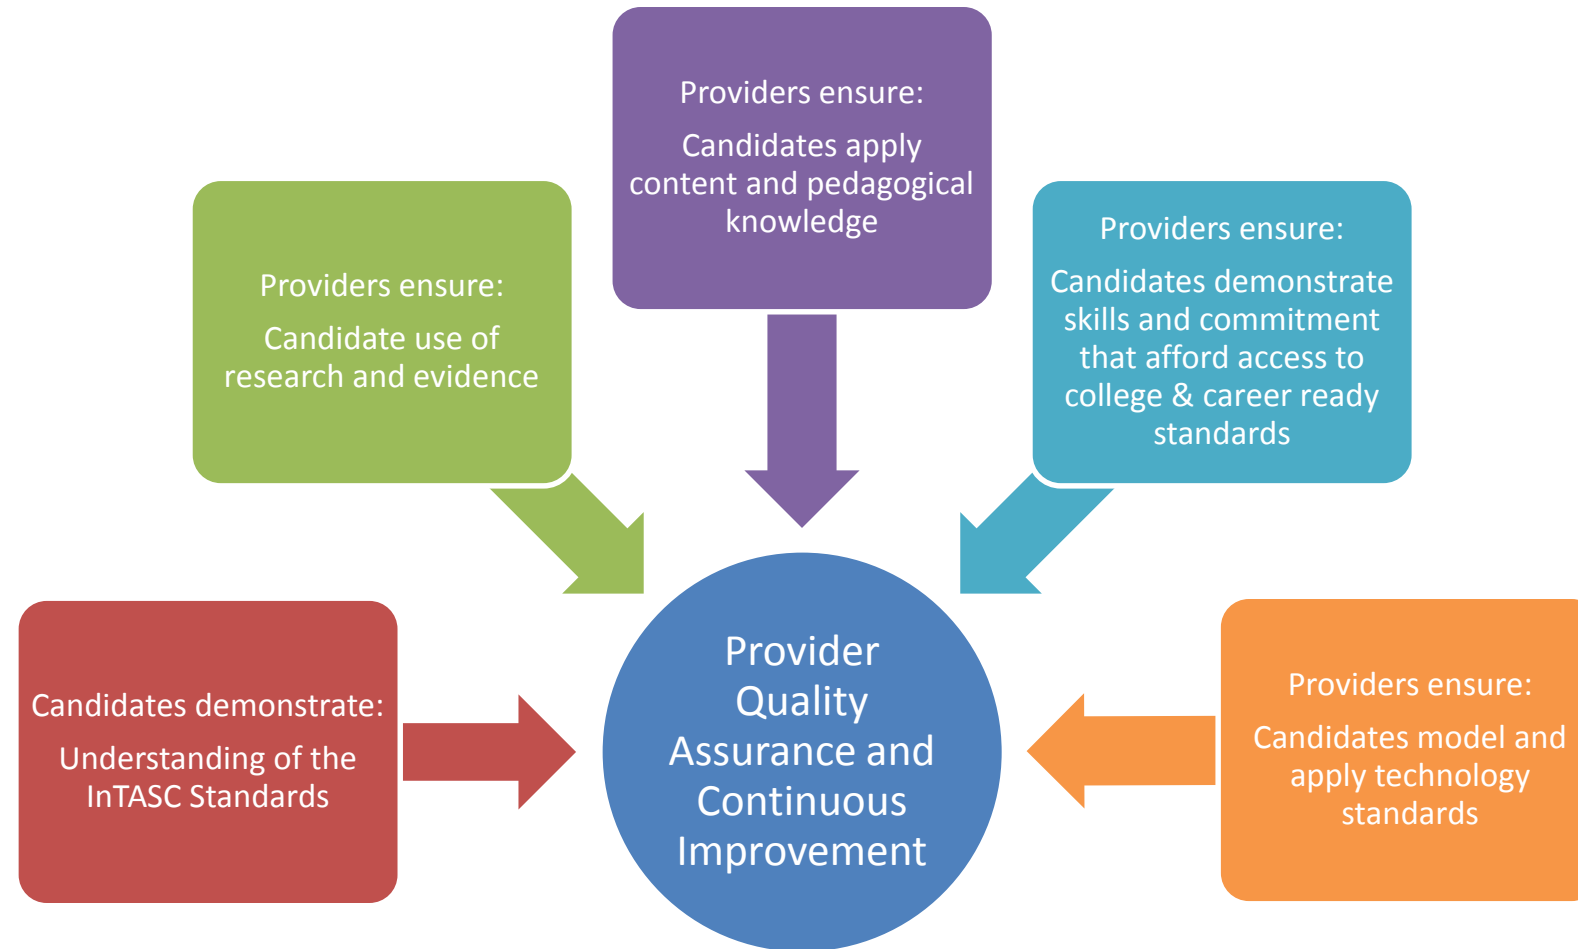 Providers ensure:
Candidates apply
content and pedagogical
knowledge
Providers ensure:
Candidate use of
research and evidence
Providers ensure:
Candidates demonstrate
skills and commitment
that afford access to
college & career ready
standards
Candidates demonstrate:
Understanding of the
InTASC Standards
Provider
Quality
Assurance and
Continuous
Improvement
Providers ensure:
Candidates model and
apply technology
standards